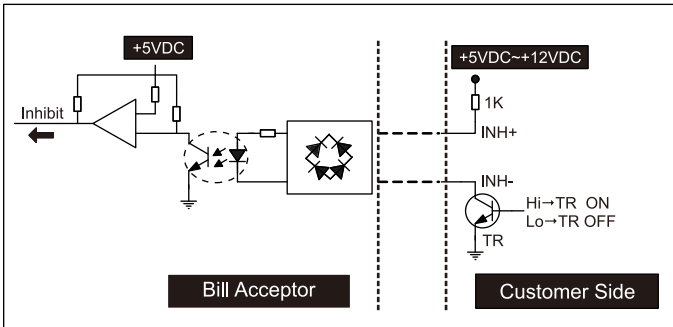 +5VDC
+5VDC~+12VDC
Inhibit
1K
INH+
INH-
Hi→TR ON
Lo→TR OFF
TR
Bill Acceptor
Customer Side